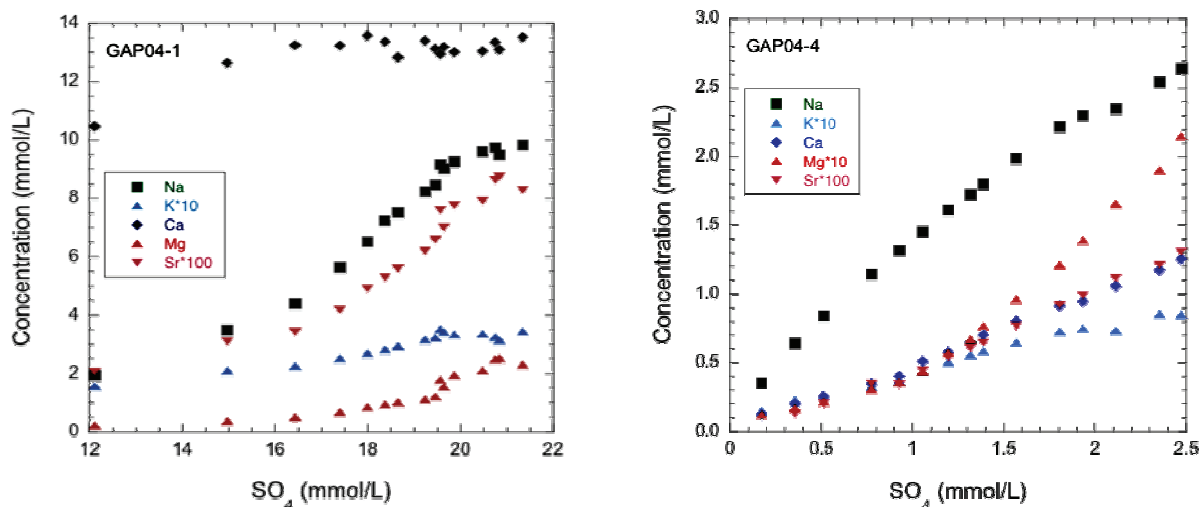 GAP04-1
Concentration (mmol/L)
14
12
10
8
6
4
2
0
Na
K*10
Ca
Mg
Sr*100
12
14
16
18
20
22
SO4 (mmol/L)
GAP04-4
Concentration (mmol/L)
3.0
2.5
2.0
1.5
1.0
0.5
0.0
Na
K*10
Ca
Mg*10
Sr*100
0
0.5
1
1.5
2
2.5
SO4 (mmol/L)